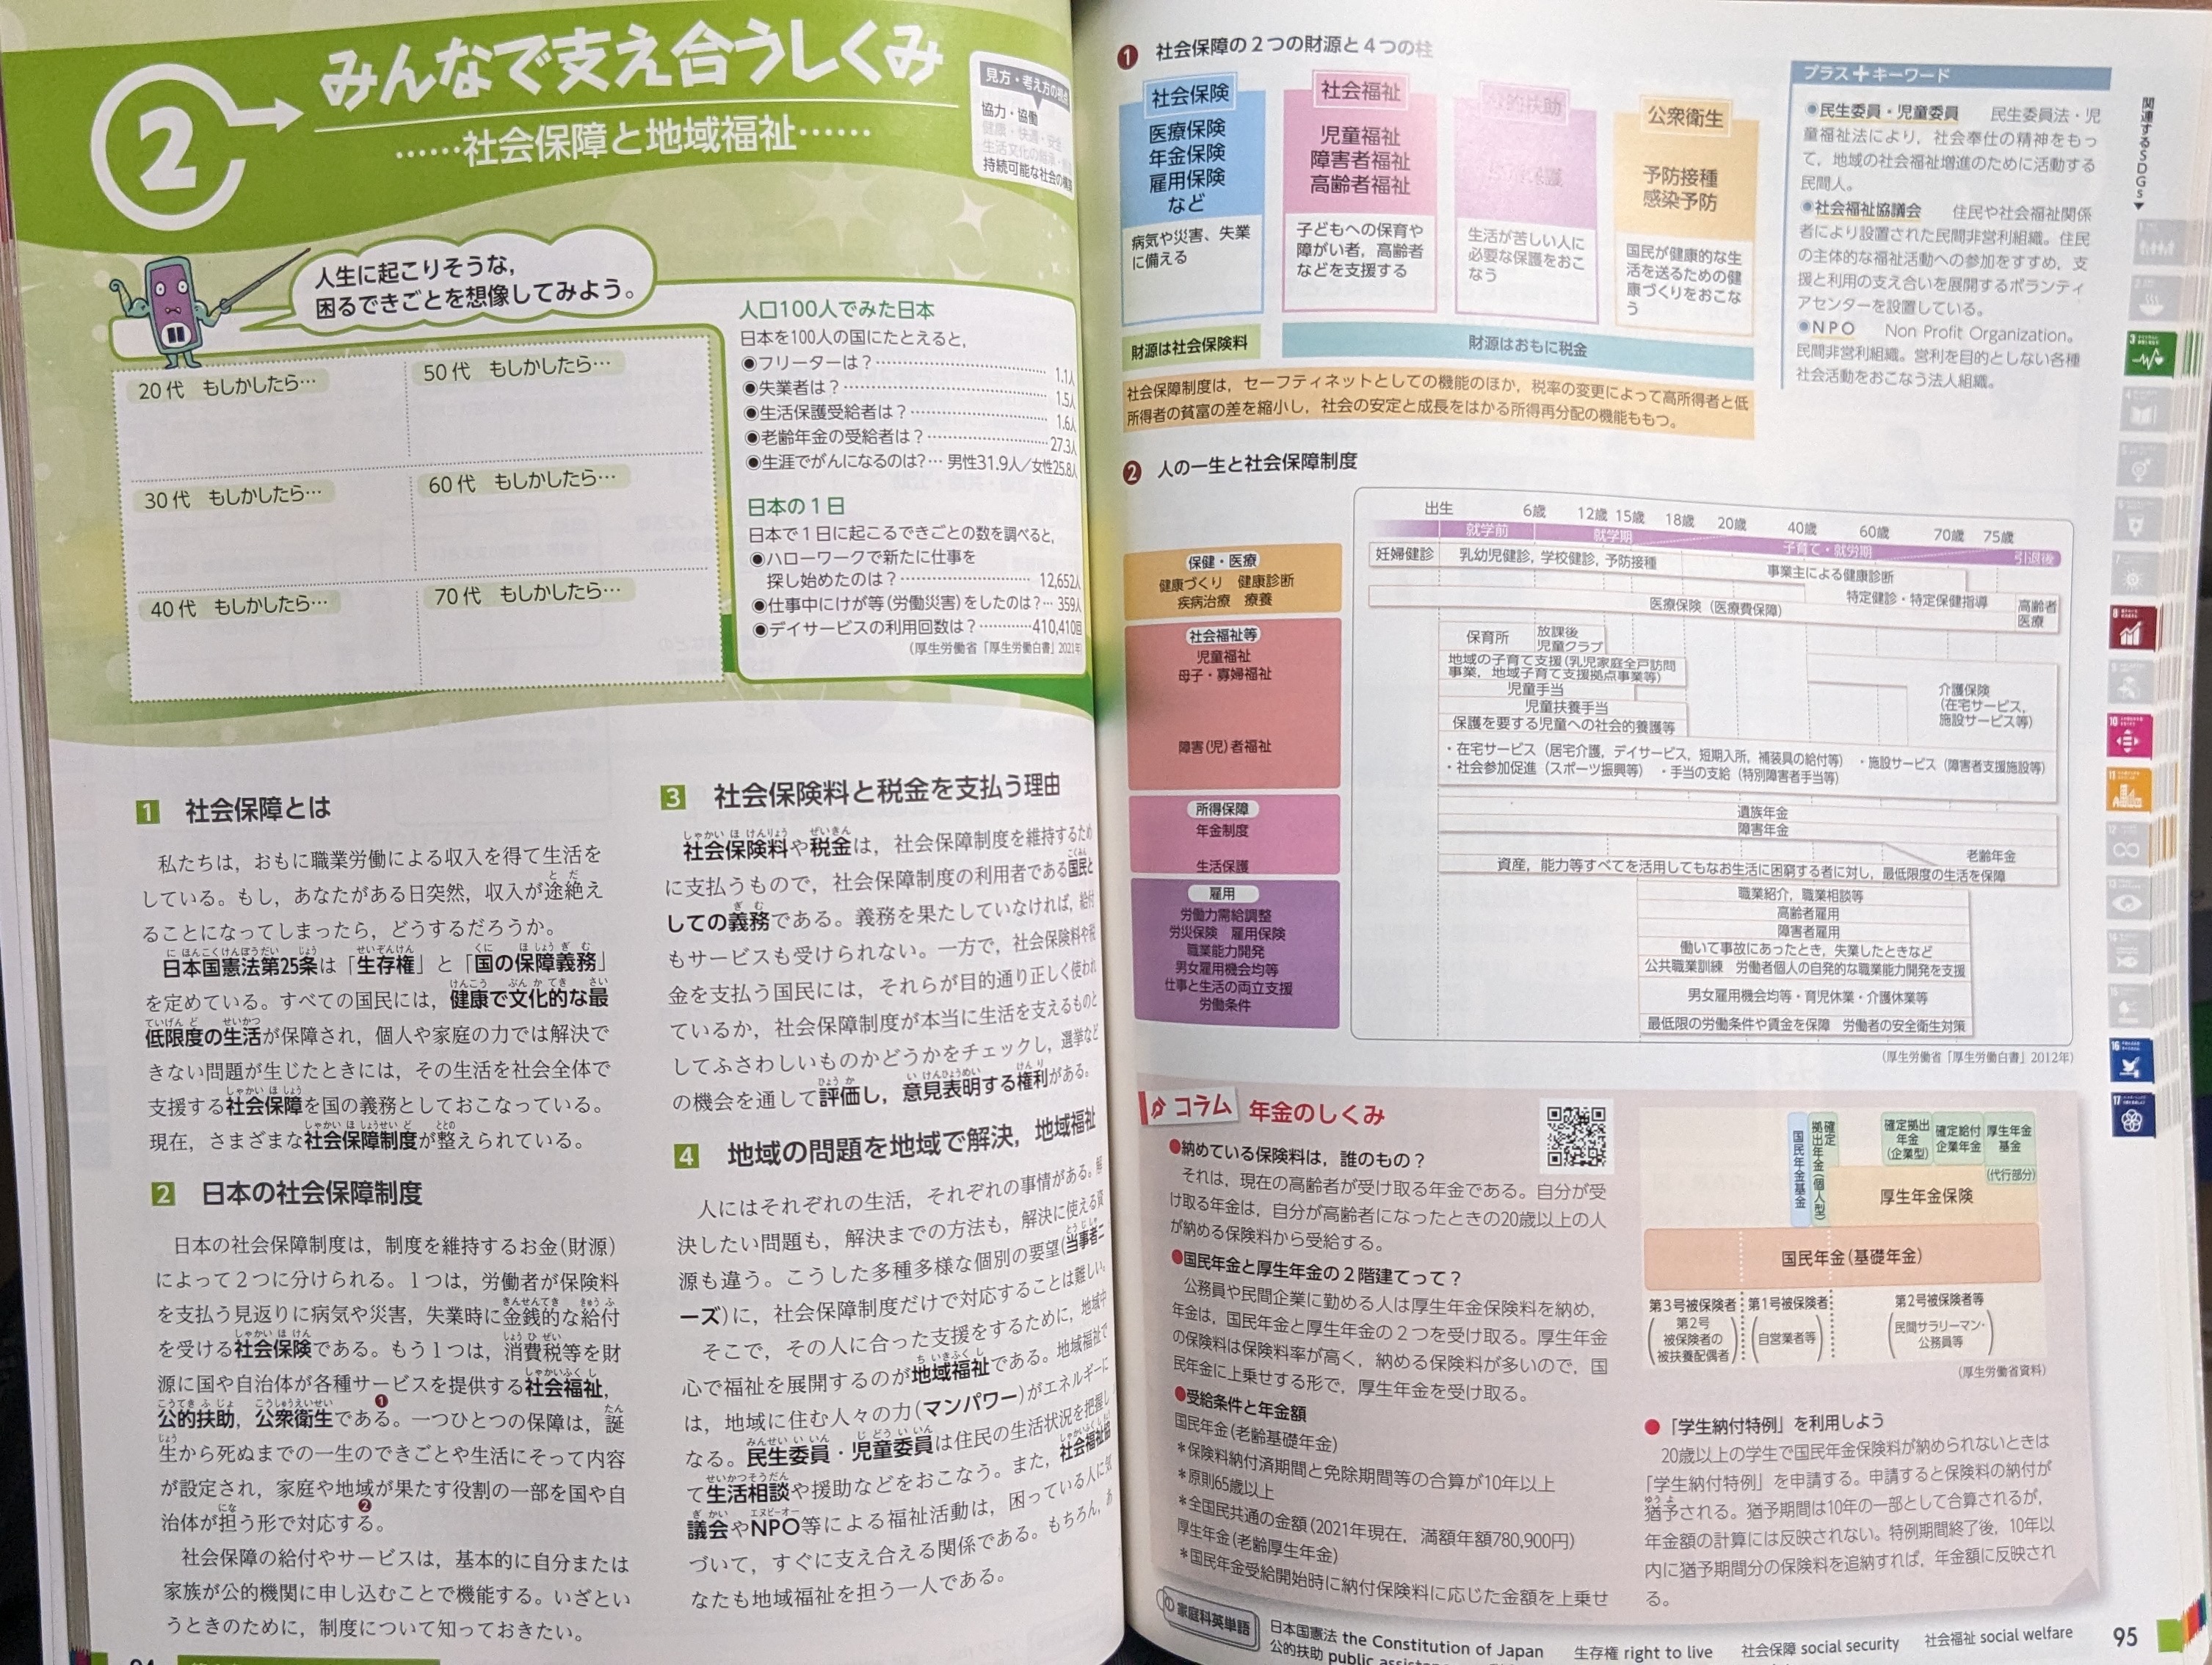 2
みんなで支え合うしくみ
……社会保障と地域福祉……
見方・考え方の視点
協力・協働
健康・快適・安全
生活文化の継承・
持続可能な社会の構築
人生に起こりそうな,
困るできごとを想像してみよう。
20代 もしかしたら…
50代 もしかしたら…
30代 もしかしたら…
60代 もしかしたら…
40代 もしかしたら…
70代 もしかしたら…
人口100人でみた日本
日本を100人の国にたとえると,
●フリーターは?…… 1.1人
●失業者は?…… 1.5人
●生活保護受給者は?…… 1.6人
●老齢年金の受給者は?…… 27.3人
●生涯でがんになるのは?… 男性31.9人/女性25.8人
日本の1日
日本で1日に起こるできごとの数を調べると,
●ハローワークで新たに仕事を
探し始めたのは?…… 12,652人
●仕事中にけが等(労働災害)をしたのは?… 359人
●デイサービスの利用回数は?……410,410回
(厚生労働省「厚生労働白書」2021年)
1 社会保障とは
私たちは,おもに職業労働による収入を得て生活を
している。もし,あなたがある日突然,収入が途絶え
ることになってしまったら,どうするだろうか。
日本国憲法第25条は「生存権」と「国の保障義務」
を定めている。すべての国民には,健康で文化的な最
低限度の生活が保障され,個人や家庭の力では解決で
きない問題が生じたときには,その生活を社会全体で
支援する社会保障を国の義務としておこなっている。
現在,さまざまな社会保障制度が整えられている。
2 日本の社会保障制度
日本の社会保障制度は,制度を維持するお金(財源)
によって2つに分けられる。1つは,労働者が保険料
を支払う見返りに病気や災害,失業時に金銭的な給付
を受ける社会保険である。もう1つは,消費税等を財
源に国や自治体が各種サービスを提供する社会福祉,
公的扶助,公衆衛生である❶。一つひとつの保障は,誕
生から死ぬまでの一生のできごとや生活にそって内容
が設定され,家庭や地域が果たす役割の一部を国や自
治体が担う形で対応する❷。
社会保障の給付やサービスは,基本的に自分または
家族が公的機関に申し込むことで機能する。いざとい
うときのために,制度について知っておきたい。
3 社会保険料と税金を支払う理由
社会保険料や税金は,社会保障制度を維持するため
に支払うもので,社会保障制度の利用者である国民と
しての義務である。義務を果たしていなければ,給付
もサービスも受けられない。一方で,社会保険料や税
金を支払う国民には,それらが目的通り正しく使われ
ているか,社会保障制度が本当に生活を支えるものと
してふさわしいものかどうかをチェックし,選挙など
の機会を通して評価し,意見表明する権利がある。
4 地域の問題を地域で解決,地域福祉
人にはそれぞれの生活,それぞれの事情がある。解
決したい問題も,解決までの方法も,解決に使える資
源も違う。こうした多種多様な個別の要望(当事者ニ
ーズ)に,社会保障制度だけで対応することは難しい。
そこで,その人に合った支援をするために,地域中
心で福祉を展開するのが地域福祉である。地域福祉で
は,地域に住む人々の力(マンパワー)がエネルギーに
なる。民生委員・児童委員は住民の生活状況を把握し
て生活相談や援助などをおこなう。また,社会福祉協
議会やNPO等による福祉活動は,困っている人に気
づいて,すぐに支え合える関係である。もちろん,あ
なたも地域福祉を担う一人である。
❶ 社会保障の2つの財源と4つの柱
社会保険
医療保険
年金保険
雇用保険
など
病気や災害、失業
に備える
社会福祉
児童福祉
障害者福祉
高齢者福祉
子どもへの保育や
障がい者,高齢者
などを支援する
生活が苦しい人に
必要な保護をおこ
なう
公衆衛生
予防接種
感染予防
国民が健康的な生
活を送るための健
康づくりをおこな
う
財源は社会保険料
財源はおもに税金
社会保障制度は,セーフティネットとしての機能のほか,税率の変更によって高所得者と低
所得者の貧富の差を縮小し,社会の安定と成長をはかる所得再分配の機能ももつ。
プラス+キーワード
●民生委員・児童委員 民生委員法・児
童福祉法により,社会奉仕の精神をもっ
て,地域の社会福祉増進のために活動する
民間人。
●社会福祉協議会 住民や社会福祉関係
者により設置された民間非営利組織。住民
の主体的な福祉活動への参加をすすめ,支
援と利用の支え合いを展開するボランティ
アセンターを設置している。
●NPO Non Profit Organization。
民間非営利組織。営利を目的としない各種
社会活動をおこなう法人組織。
関連するSDGs▼
❷ 人の一生と社会保障制度
出生 6歳 12歳 15歳 18歳 20歳 40歳 60歳 70歳 75歳
就学前 就学期 子育て・就労期 引退後
保健・医療
健康づくり 健康診断
疾病治療 療養
妊婦健診
乳幼児健診,学校健診,予防接種
事業主による健康診断
特定健診・特定保健指導
医療保険(医療費保障)
高齢者
医療
社会福祉等
児童福祉
母子・寡婦福祉
障害(児)者福祉
保育所
放課後
児童クラブ
地域の子育て支援(乳児家庭全戸訪問
事業,地域子育て支援拠点事業等)
児童手当
児童扶養手当
保護を要する児童への社会的養護等
介護保険
(在宅サービス,
施設サービス等)
・在宅サービス(居宅介護,デイサービス,短期入所,補装具の給付等) ・施設サービス(障害者支援施設等)
・社会参加促進(スポーツ振興等) ・手当の支給(特別障害者手当等)
所得保障
年金制度
生活保護
遺族年金
障害年金
老齢年金
資産,能力等すべてを活用してもなお生活に困窮する者に対し,最低限度の生活を保障
雇用
労働力需給調整
労災保険 雇用保険
職業能力開発
男女雇用機会均等
仕事と生活の両立支援
労働条件
職業紹介,職業相談等
高齢者雇用
障害者雇用
働いて事故にあったとき,失業したときなど
公共職業訓練 労働者個人の自発的な職業能力開発を支援
男女雇用機会均等・育児休業・介護休業等
最低限の労働条件や賃金を保障 労働者の安全衛生対策
(厚生労働省「厚生労働白書」2012年)
コラム 年金のしくみ
●納めている保険料は,誰のもの?
それは,現在の高齢者が受け取る年金である。自分が受
け取る年金は,自分が高齢者になったときの20歳以上の人
が納める保険料から受給する。
●国民年金と厚生年金の2階建てって?
公務員や民間企業に勤める人は厚生年金保険料を納め,
年金は,国民年金と厚生年金の2つを受け取る。厚生年金
の保険料は保険料率が高く,納める保険料が多いので,国
民年金に上乗せする形で,厚生年金を受け取る。
●受給条件と年金額
国民年金(老齢基礎年金)
*保険料納付済期間と免除期間等の合算が10年以上
*原則65歳以上
*全国民共通の金額(2021年現在,満額年額780,900円)
厚生年金(老齢厚生年金)
*国民年金受給開始時に納付保険料に応じた金額を上乗せ
国民年金基金
確定拠出年金(個人型)
確定拠出
年金
(企業型)
確定給付
企業年金
厚生年金
基金
(代行部分)
厚生年金保険
国民年金(基礎年金)
第3号被保険者
(第2号
被保険者の
被扶養配偶者)
第1号被保険者
(自営業者等)
第2号被保険者等
(民間サラリーマン・
公務員等)
(厚生労働省資料)
●「学生納付特例」を利用しよう
20歳以上の学生で国民年金保険料が納められないときは
「学生納付特例」を申請する。申請すると保険料の納付が
猶予される。猶予期間は10年の一部として合算されるが,
年金額の計算には反映されない。特例期間終了後,10年以
内に猶予期間分の保険料を追納すれば,年金額に反映され
る。
家庭科英単語
日本国憲法 the Constitution of Japan 生存権 right to live 社会保障 social security 社会福祉 social welfare
公的扶助 public
95